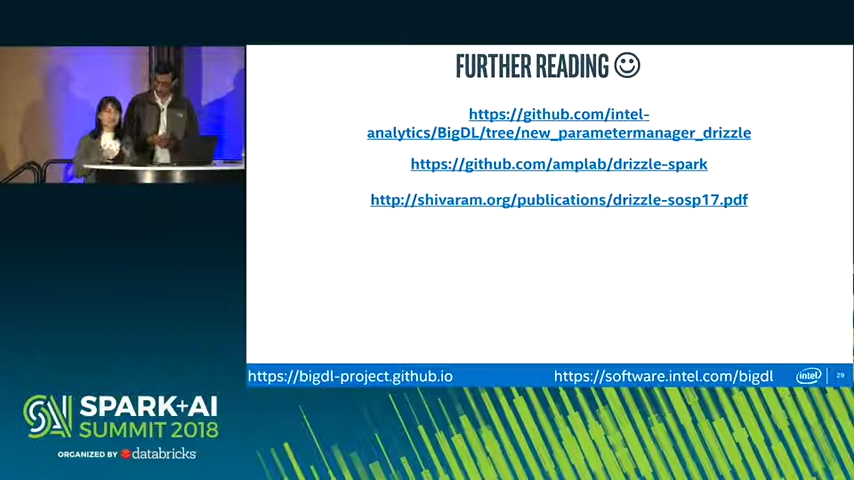 FURTHER READING ☺
https://github.com/intel-
analytics/BigDL/tree/new_parametermanager_drizzle
https://github.com/amplab/drizzle-spark
http://shivaram.org/publications/drizzle-sosp17.pdf
https://bigdl-project.github.io
https://software.intel.com/bigdl
intel
29
SPARK+AI
SUMMIT 2018
ORGANIZED BY databricks